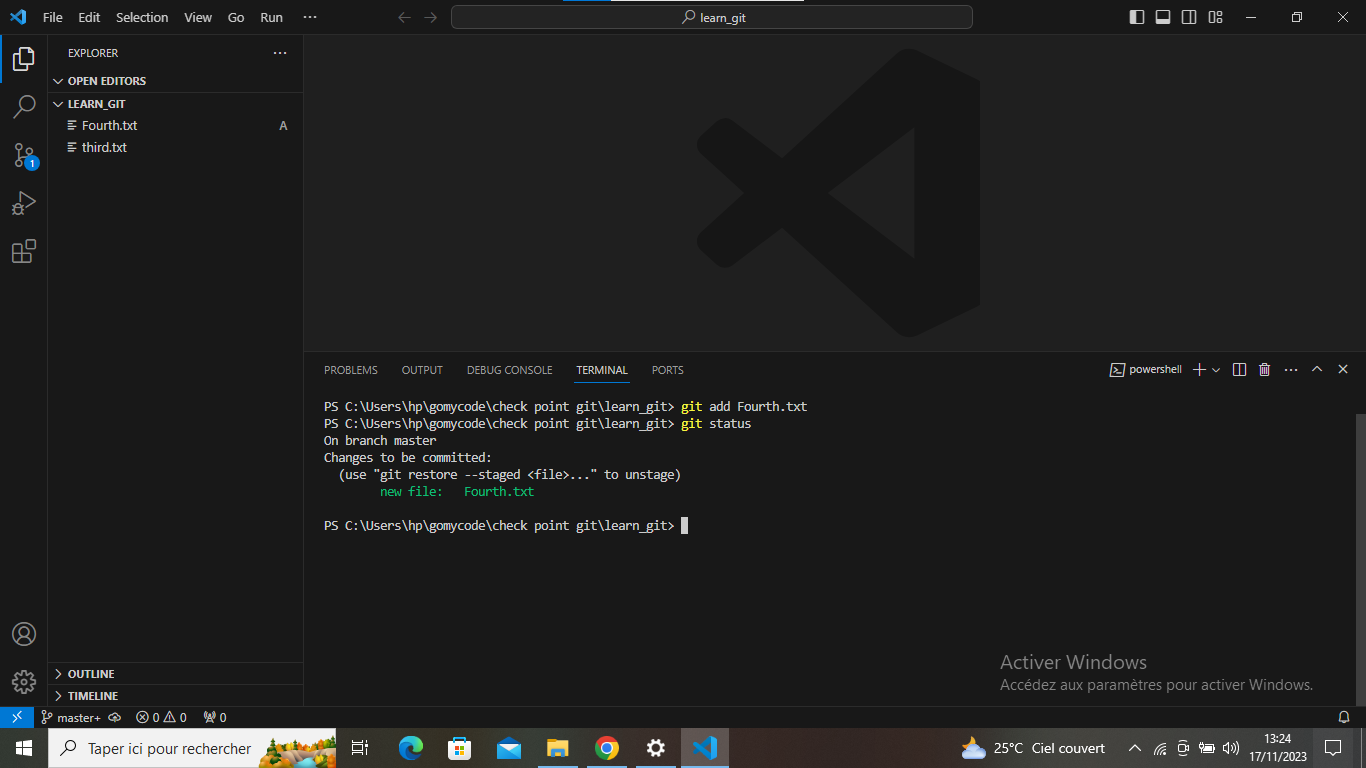 File Edit Selection View Go Run ···
learn_git
EXPLORER
OPEN EDITORS
LEARN_GIT
Fourth.txt A
third.txt
1
PROBLEMS OUTPUT DEBUG CONSOLE TERMINAL PORTS
powershell
PS C:\Users\hp\gomycode\check point git\learn_git> git add Fourth.txt
PS C:\Users\hp\gomycode\check point git\learn_git> git status
On branch master
Changes to be committed:
  (use "git restore --staged <file>..." to unstage)
        new file:   Fourth.txt
PS C:\Users\hp\gomycode\check point git\learn_git>
Activer Windows
Accédez aux paramètres pour activer Windows.
OUTLINE
TIMELINE
master+ 0 0 0
Taper ici pour rechercher
25°C Ciel couvert
13:24
17/11/2023